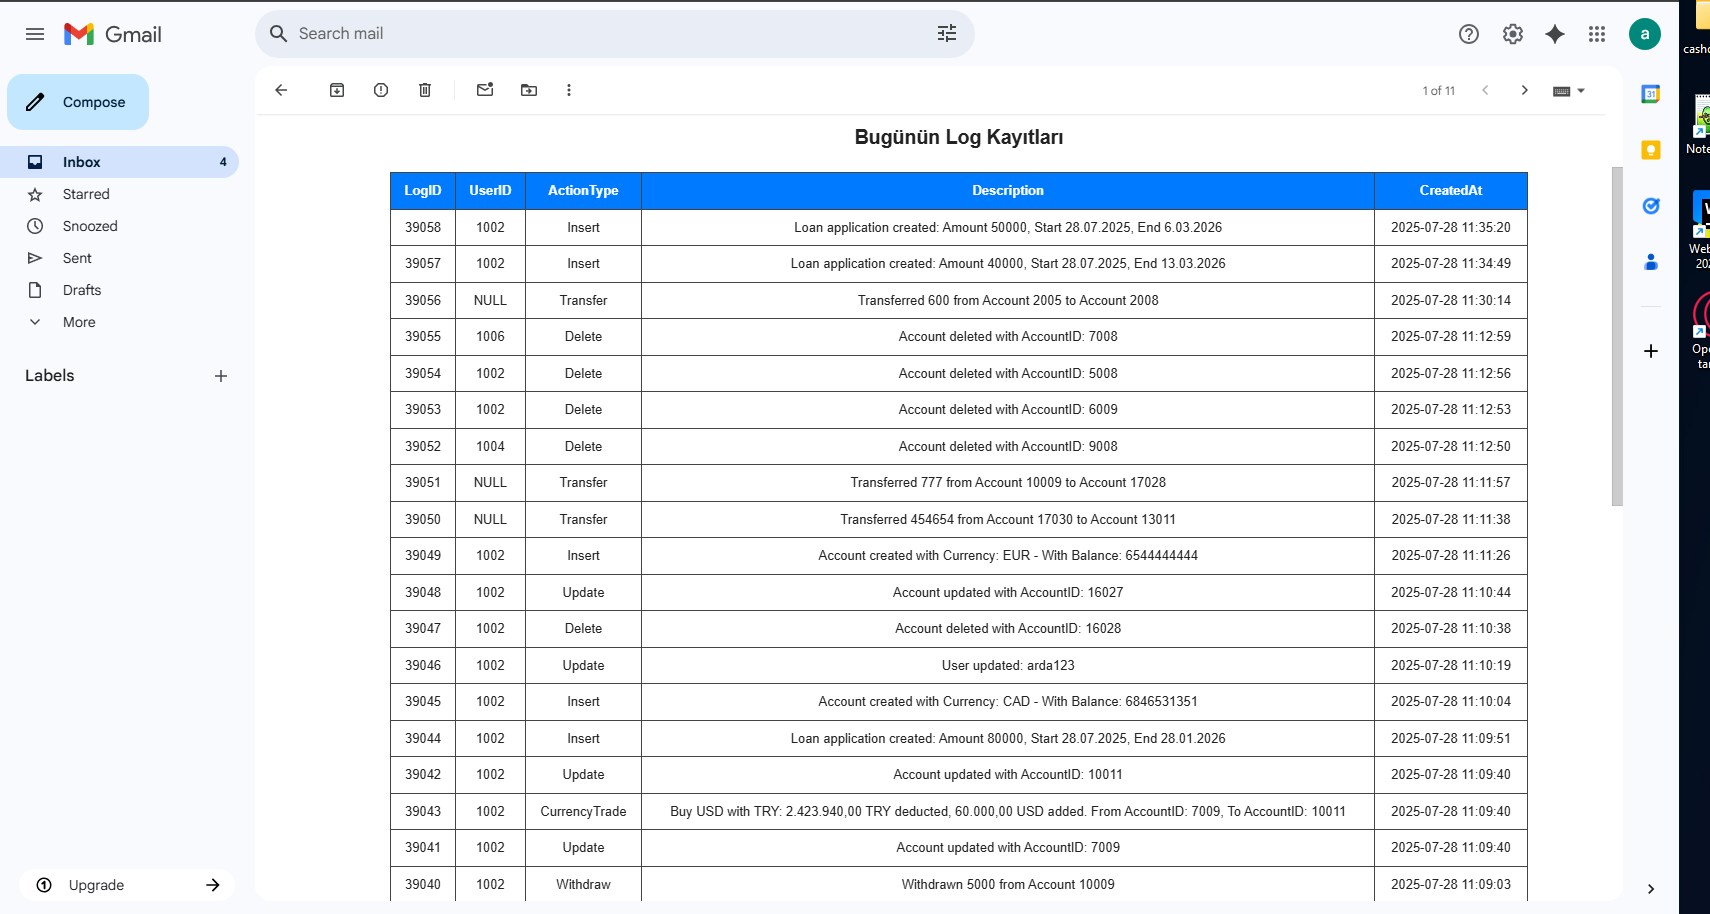 Gmail
Search mail
a
Compose
1 of 11
Inbox 4
Starred
Snoozed
Sent
Drafts
More
Labels
Upgrade
Bugünün Log Kayıtları
LogID UserID ActionType Description CreatedAt
39058 1002 Insert Loan application created: Amount 50000, Start 28.07.2025, End 6.03.2026 2025-07-28 11:35:20
39057 1002 Insert Loan application created: Amount 40000, Start 28.07.2025, End 13.03.2026 2025-07-28 11:34:49
39056 NULL Transfer Transferred 600 from Account 2005 to Account 2008 2025-07-28 11:30:14
39055 1006 Delete Account deleted with AccountID: 7008 2025-07-28 11:12:59
39054 1002 Delete Account deleted with AccountID: 5008 2025-07-28 11:12:56
39053 1002 Delete Account deleted with AccountID: 6009 2025-07-28 11:12:53
39052 1004 Delete Account deleted with AccountID: 9008 2025-07-28 11:12:50
39051 NULL Transfer Transferred 777 from Account 10009 to Account 17028 2025-07-28 11:11:57
39050 NULL Transfer Transferred 454654 from Account 17030 to Account 13011 2025-07-28 11:11:38
39049 1002 Insert Account created with Currency: EUR - With Balance: 6544444444 2025-07-28 11:11:26
39048 1002 Update Account updated with AccountID: 16027 2025-07-28 11:10:44
39047 1002 Delete Account deleted with AccountID: 16028 2025-07-28 11:10:38
39046 1002 Update User updated: arda123 2025-07-28 11:10:19
39045 1002 Insert Account created with Currency: CAD - With Balance: 6846531351 2025-07-28 11:10:04
39044 1002 Insert Loan application created: Amount 80000, Start 28.07.2025, End 28.01.2026 2025-07-28 11:09:51
39042 1002 Update Account updated with AccountID: 10011 2025-07-28 11:09:40
39043 1002 CurrencyTrade Buy USD with TRY: 2.423.940,00 TRY deducted, 60.000,00 USD added. From AccountID: 7009, To AccountID: 10011 2025-07-28 11:09:40
39041 1002 Update Account updated with AccountID: 7009 2025-07-28 11:09:40
39040 1002 Withdraw Withdrawn 5000 from Account 10009 2025-07-28 11:09:03
31